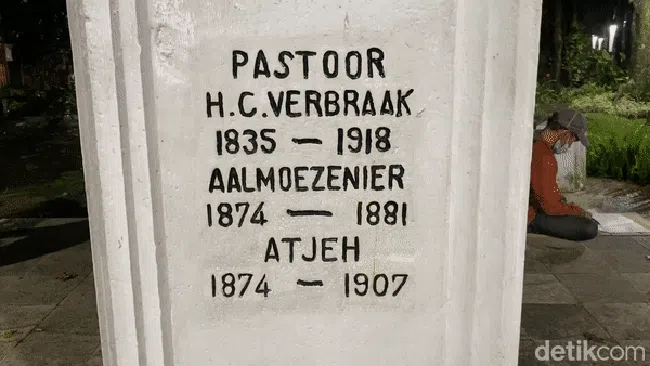 PASTOOR
H.C. VERBRAAK
1835 — 1918
AALMOEZENIER
1874 — 1881
ATJEH
1874 — 1907
detikcom